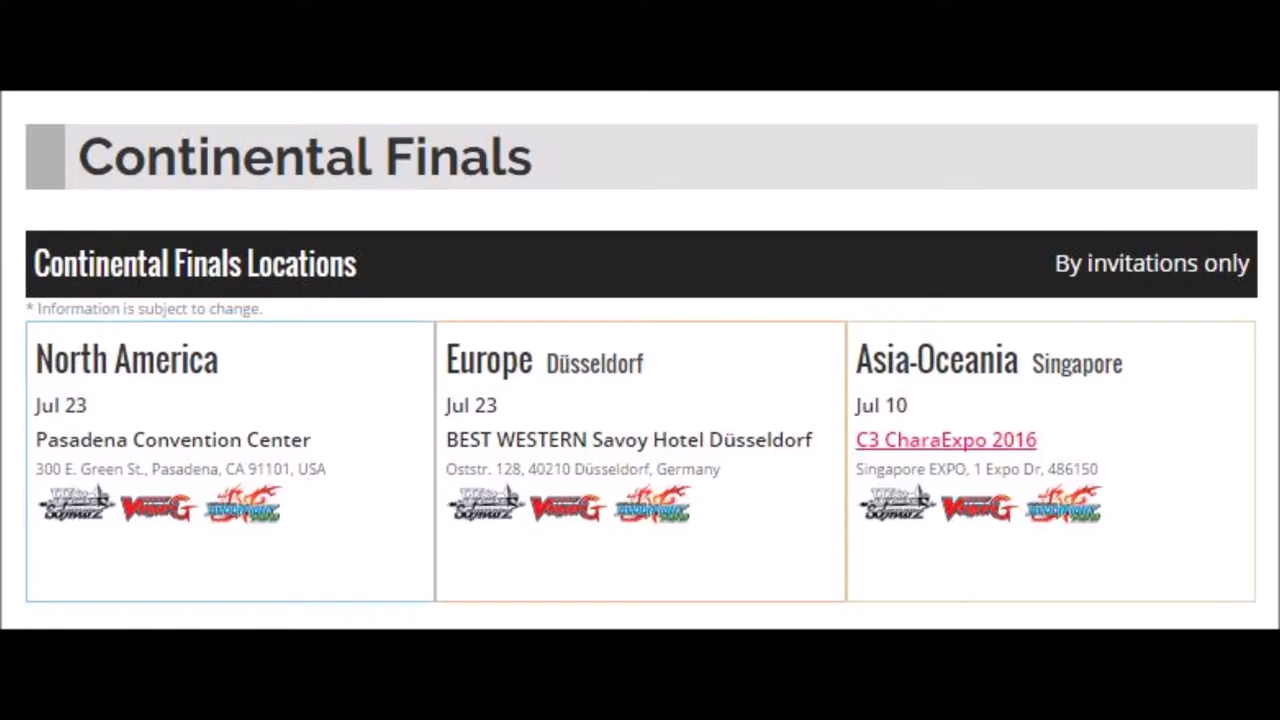 Continental Finals
Continental Finals Locations
By invitations only
* Information is subject to change.
North America
Jul 23
Pasadena Convention Center
300 E. Green St., Pasadena, CA 91101, USA
Europe Düsseldorf
Jul 23
BEST WESTERN Savoy Hotel Düsseldorf
Oststr. 128, 40210 Düsseldorf, Germany
Asia-Oceania Singapore
Jul 10
C3 CharaExpo 2016
Singapore EXPO, 1 Expo Dr, 486150